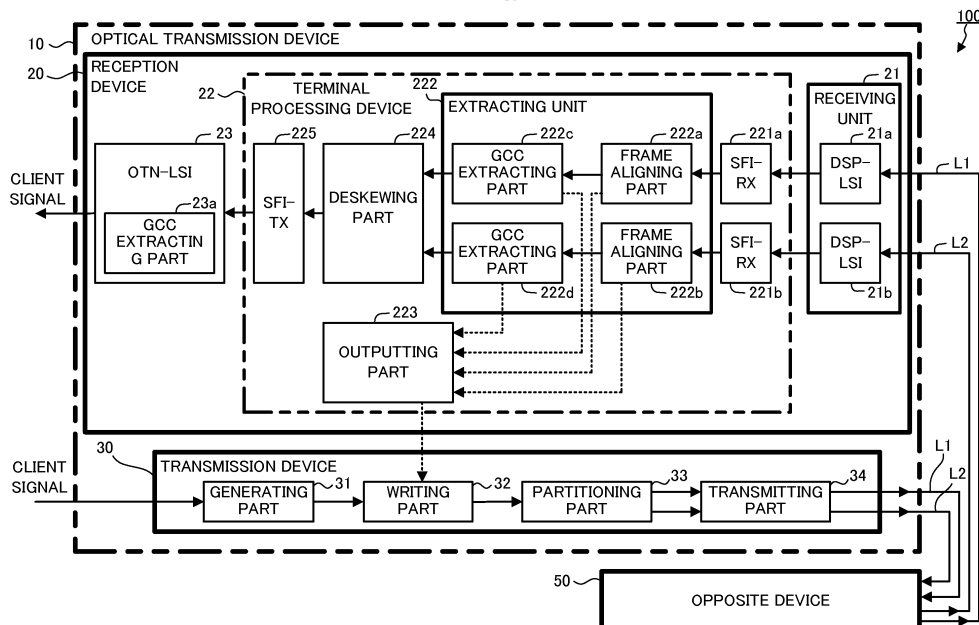 100
10
OPTICAL TRANSMISSION DEVICE
20
RECEPTION
DEVICE
22
TERMINAL
PROCESSING DEVICE
222
EXTRACTING UNIT
21
RECEIVING
UNIT
23
OTN-LSI
23a
GCC
EXTRACTIN
G PART
225
SFI-
TX
224
DESKEWING
PART
222c
GCC
EXTRACTING
PART
222a
FRAME
ALIGNING
PART
221a
SFI-
RX
21a
DSP-
LSI
L1
CLIENT
SIGNAL
GCC
EXTRACTING
PART
222d
FRAME
ALIGNING
PART
222b
SFI-
RX
221b
DSP-
LSI
21b
L2
223
OUTPUTTING
PART
30
TRANSMISSION DEVICE
CLIENT
SIGNAL
31
GENERATING
PART
32
WRITING
PART
33
PARTITIONING
PART
34
TRANSMITTING
PART
L1
L2
50
OPPOSITE DEVICE